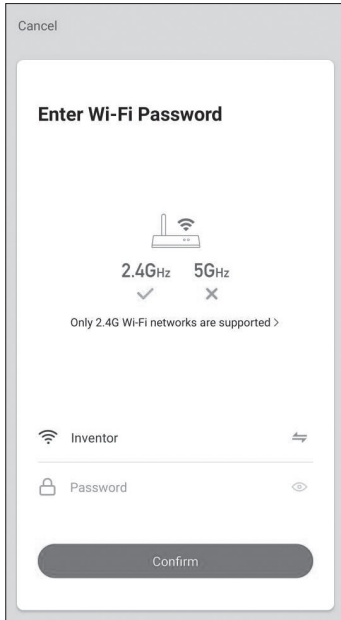 Cancel
Enter Wi-Fi Password
2.4GHz 5GHz
Only 2.4G Wi-Fi networks are supported >
Inventor
Password
Confirm